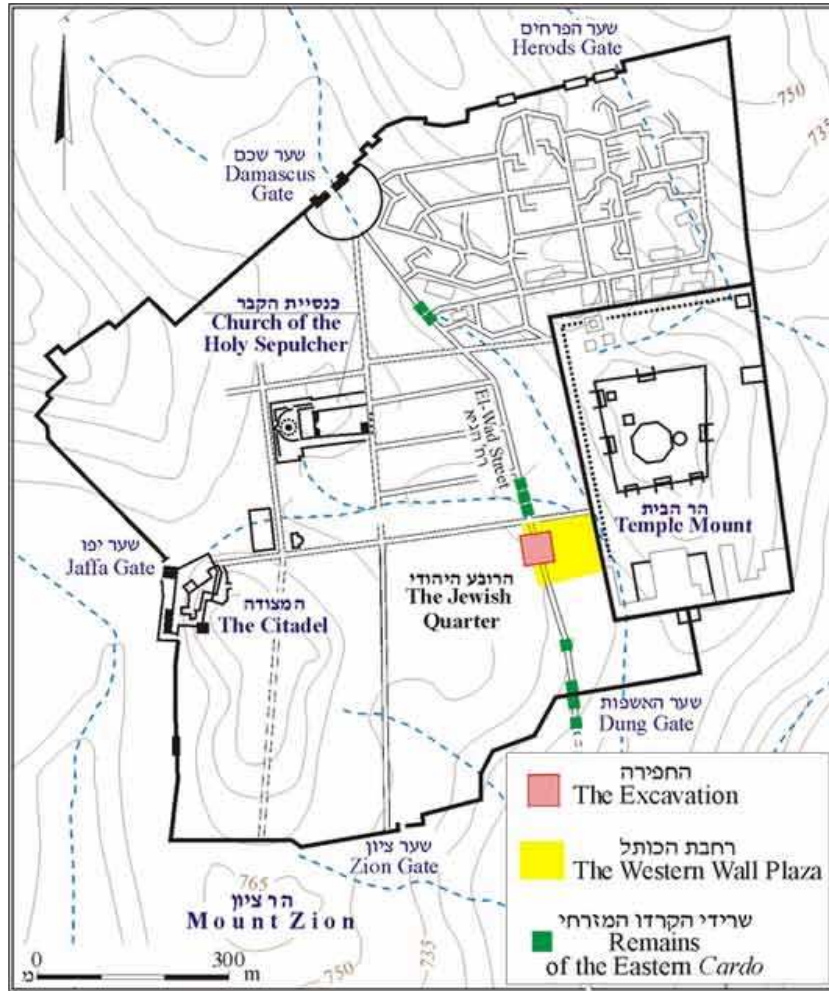 שער הפרחים
Herods Gate
750
735
שער שכם
Damascus
Gate
כנסיית הקבר
Church of the
Holy Sepulcher
El-Wad Street
רח' הגיא
הר הבית
Temple Mount
שער יפו
Jaffa Gate
המצודה
The Citadel
הרובע היהודי
The Jewish
Quarter
שער האשפות
Dung Gate
שער ציון
Zion Gate
765
הר ציון
Mount Zion
735
750
0
300
מ
m
החפירה
The Excavation
רחבת הכותל
The Western Wall Plaza
שרידי הקרדו המזרחי
Remains
of the Eastern Cardo